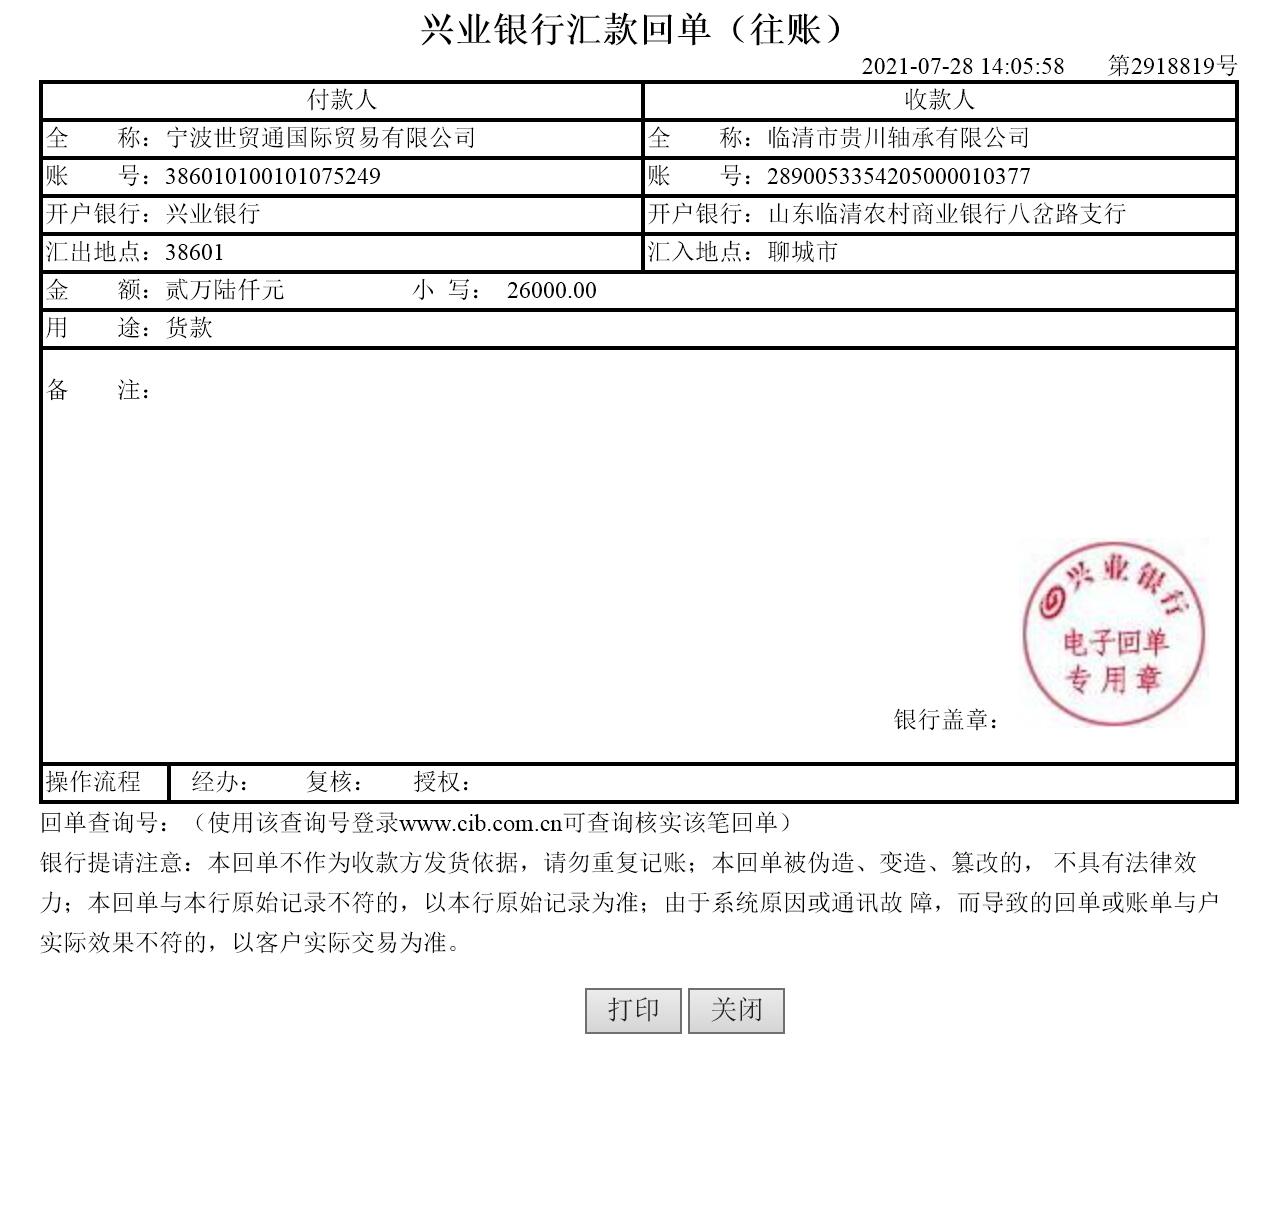 兴业银行汇款回单（往账）
2021-07-28 14:05:58 第2918819号
付款人 收款人
全 称：宁波世贸通国际贸易有限公司 全 称：临清市贵川轴承有限公司
账 号：386010100101075249 账 号：2890053354205000010377
开户银行：兴业银行 开户银行：山东临清农村商业银行八岔路支行
汇出地点：38601 汇入地点：聊城市
金 额：贰万陆仟元 小 写： 26000.00
用 途：货款
备 注：
兴业银行
电子回单
专用章
银行盖章：
操作流程 经办： 复核： 授权：
回单查询号：（使用该查询号登录www.cib.com.cn可查询核实该笔回单）
银行提请注意：本回单不作为收款方发货依据，请勿重复记账；本回单被伪造、变造、篡改的， 不具有法律效
力；本回单与本行原始记录不符的，以本行原始记录为准；由于系统原因或通讯故 障，而导致的回单或账单与户
实际效果不符的，以客户实际交易为准。
打印 关闭